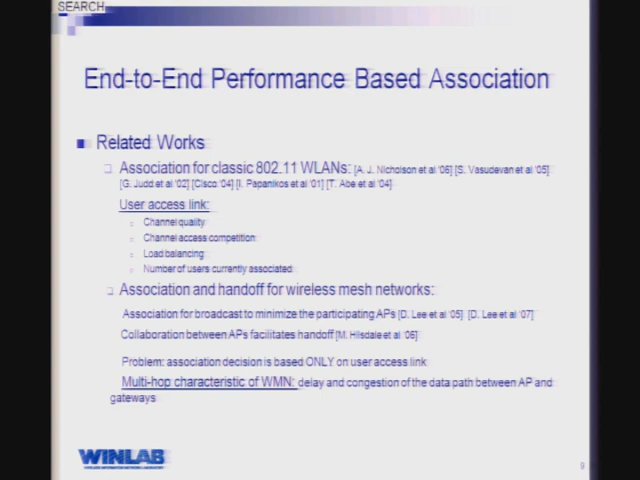 SEARCH
End-to-End Performance Based Association
Related Works
Association for classic 802.11 WLANs: [A. J. Nicholson et al '06] [S. Vasudevan et al '05]
[G. Judd et al '02] [Cisco '04] [I. Papanikos et al '01] [T. Abe et al '04]
User access link:
Channel quality
Channel access competition
Load balancing
Number of users currently associated
Association and handoff for wireless mesh networks:
Association for broadcast to minimize the participating APs [D. Lee et al '05] [D. Lee et al '07]
Collaboration between APs facilitates handoff [M. Hilsdale et al '06]
Problem: association decision is based ONLY on user access link
Multi-hop characteristic of WMN: delay and congestion of the data path between AP and
gateways
WINLAB
9